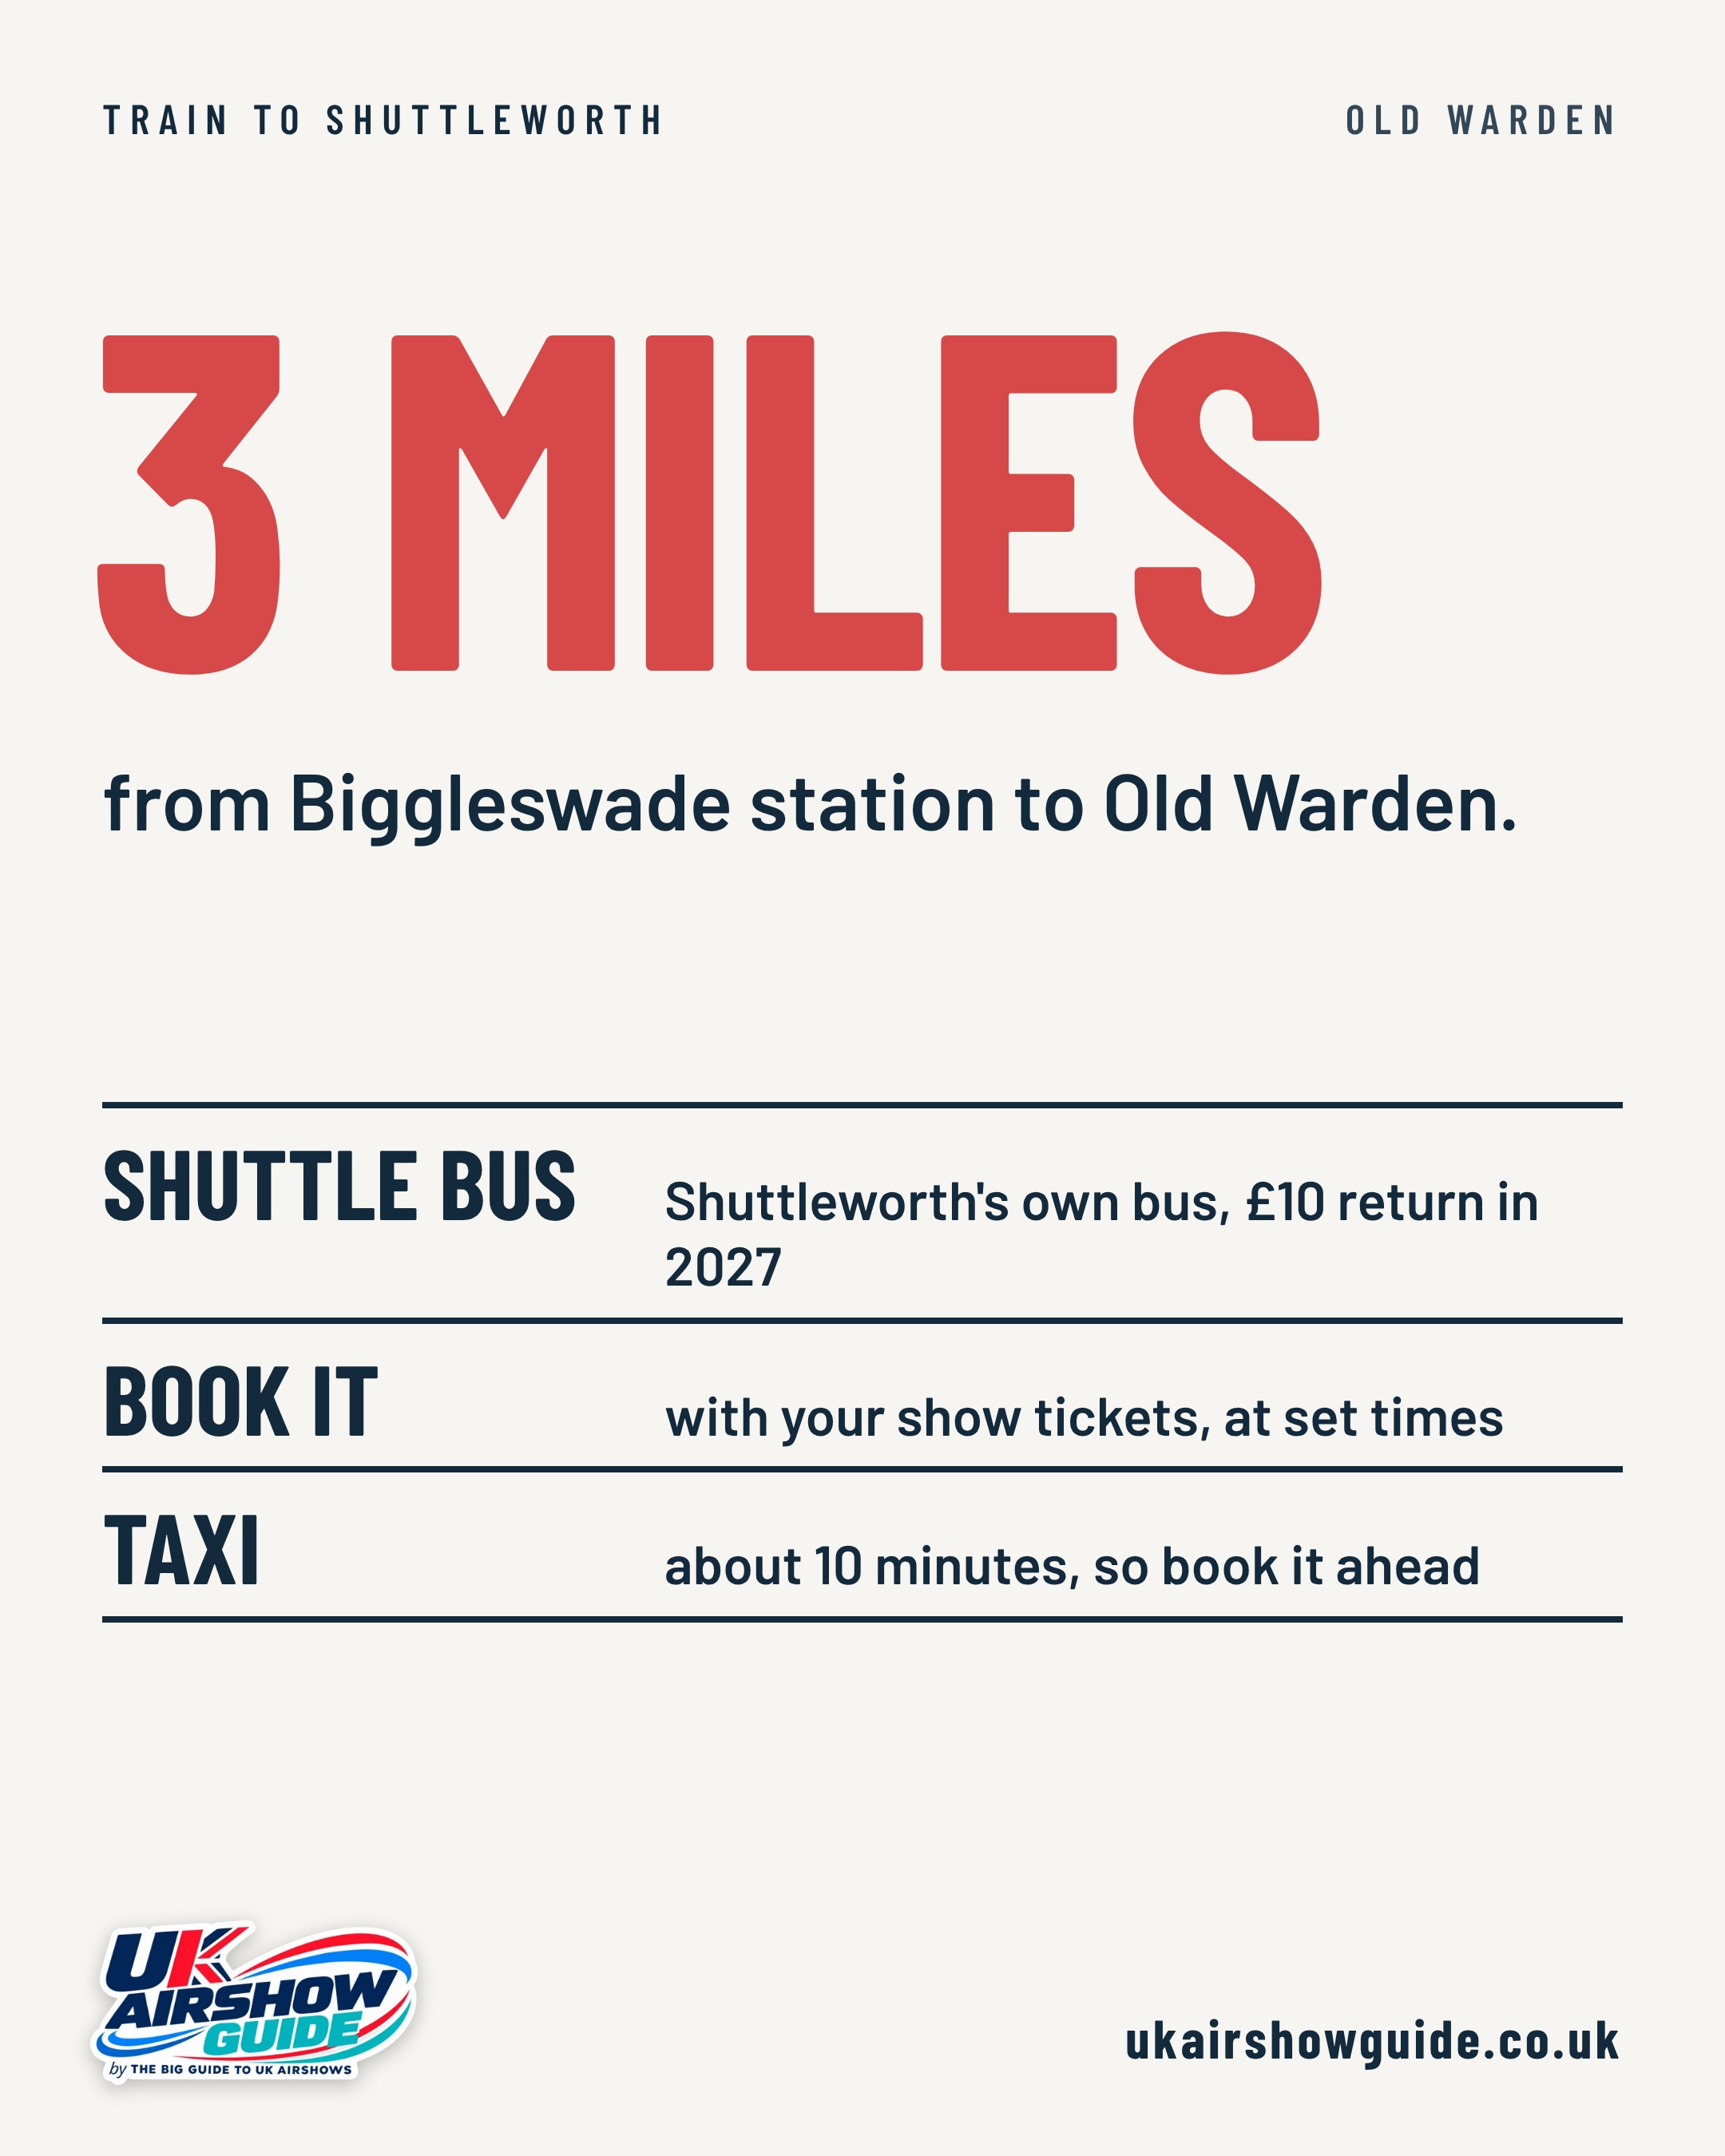 TRAIN TO SHUTTLEWORTH
OLD WARDEN
3 MILES
from Biggleswade station to Old Warden.
SHUTTLE BUS
Shuttleworth's own bus, £10 return in
2027
BOOK IT
with your show tickets, at set times
TAXI
about 10 minutes, so book it ahead
UK
AIRSHOW
GUIDE
by THE BIG GUIDE TO UK AIRSHOWS
ukairshowguide.co.uk